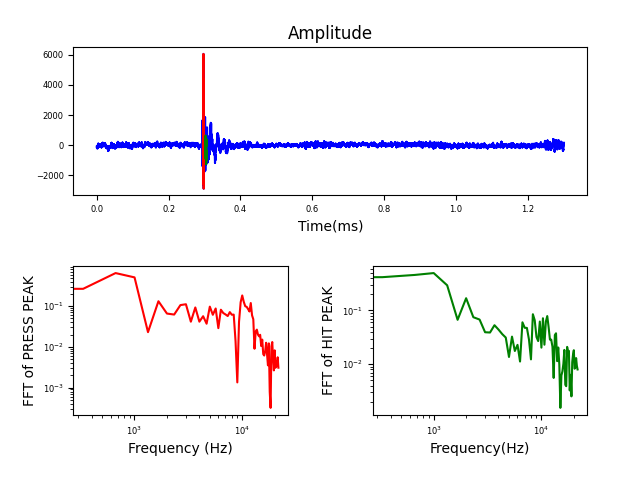 Amplitude
6000
4000
2000
0
−2000
0.0 0.2 0.4 0.6 0.8 1.0 1.2
Time(ms)
FFT of PRESS PEAK
10⁻¹
10⁻²
10⁻³
10³ 10⁴
Frequency (Hz)
FFT of HIT PEAK
10⁻¹
10⁻²
10³ 10⁴
Frequency(Hz)